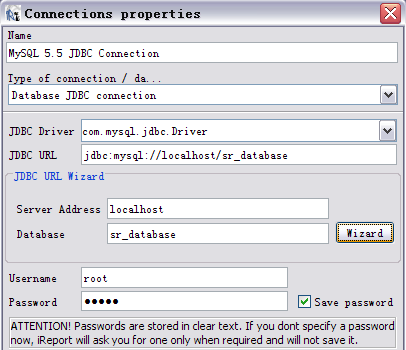 Connections properties
Name
MySQL 5.5 JDBC Connection
Type of connection / da...
Database JDBC connection
JDBC Driver com.mysql.jdbc.Driver
JDBC URL jdbc:mysql://localhost/sr_database
JDBC URL Wizard
Server Address localhost
Database sr_database Wizard
Username root
Password ●●●●● Save password
ATTENTION! Passwords are stored in clear text. If you dont specify a password
now, iReport will ask you for one only when required and will not save it.